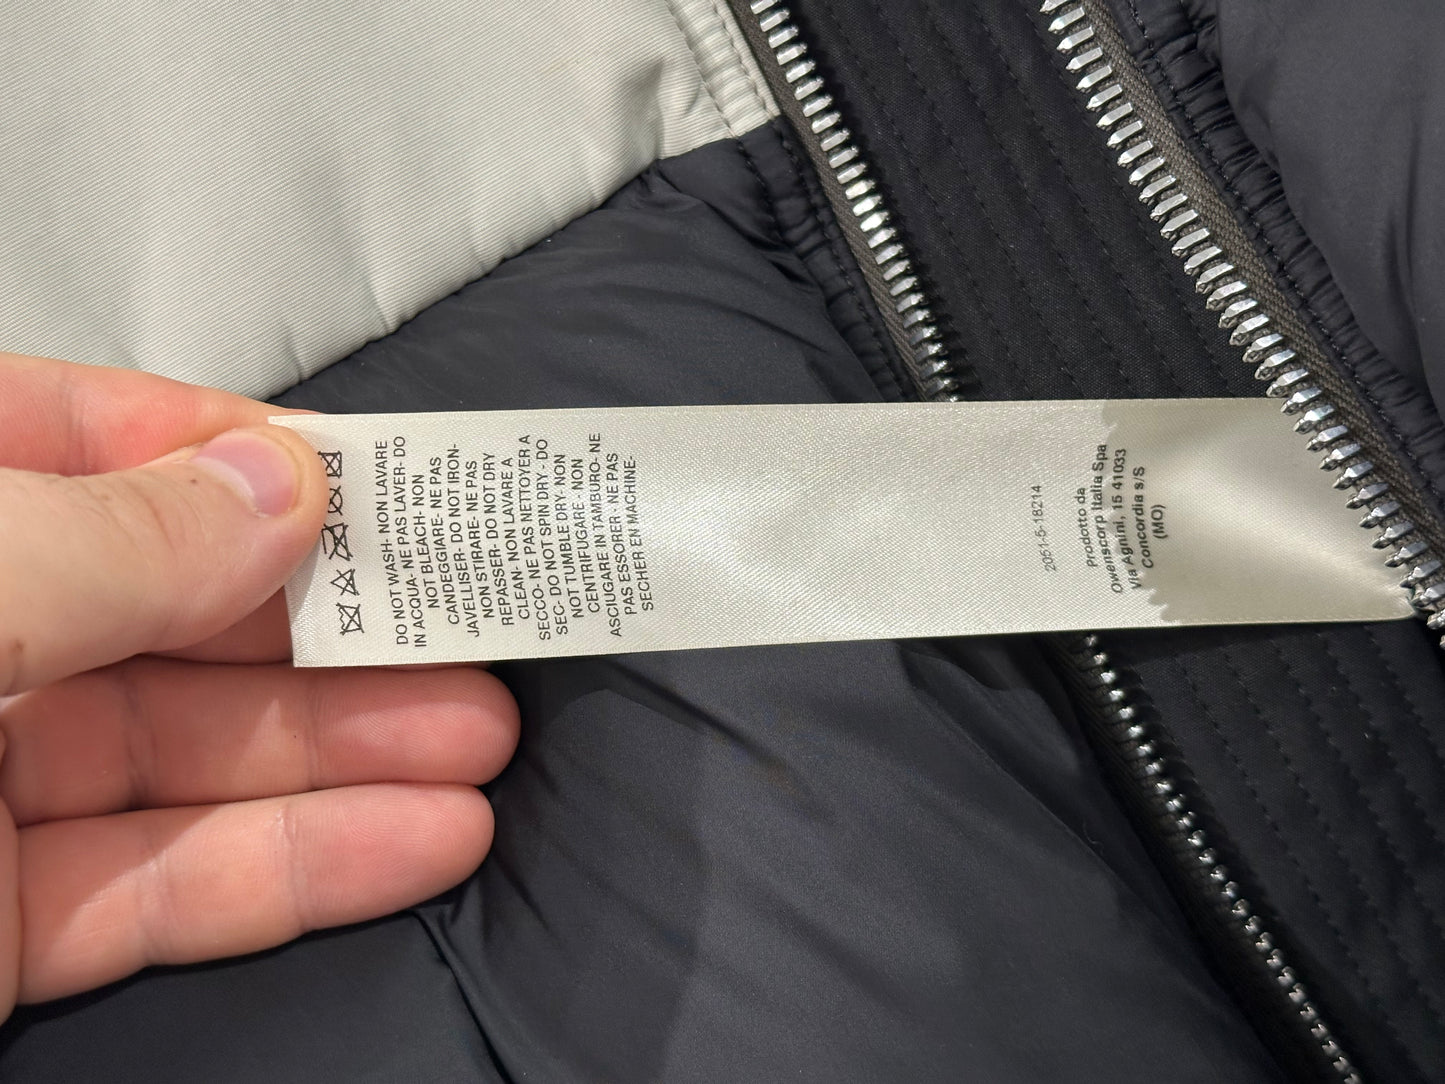 DO NOT WASH- NON LAVARE
IN ACQUA- NE PAS LAVER- DO
NOT BLEACH- NON
CANDEGGIARE- NE PAS
JAVELLISER- DO NOT IRON-
NON STIRARE- NE PAS
REPASSER- DO NOT DRY
CLEAN- NON LAVARE A
SECCO- NE PAS NETTOYER A
SEC- DO NOT SPIN DRY - DO
NOT TUMBLE DRY- NON
CENTRIFUGARE - NON
ASCIUGARE IN TAMBURO- NE
PAS ESSORER - NE PAS
SECHER EN MACHINE-
2051-5-18214
Prodotto da
Owenscorp Italia Spa
Via Agnini, 15 41033
Concordia s/S
(MO)